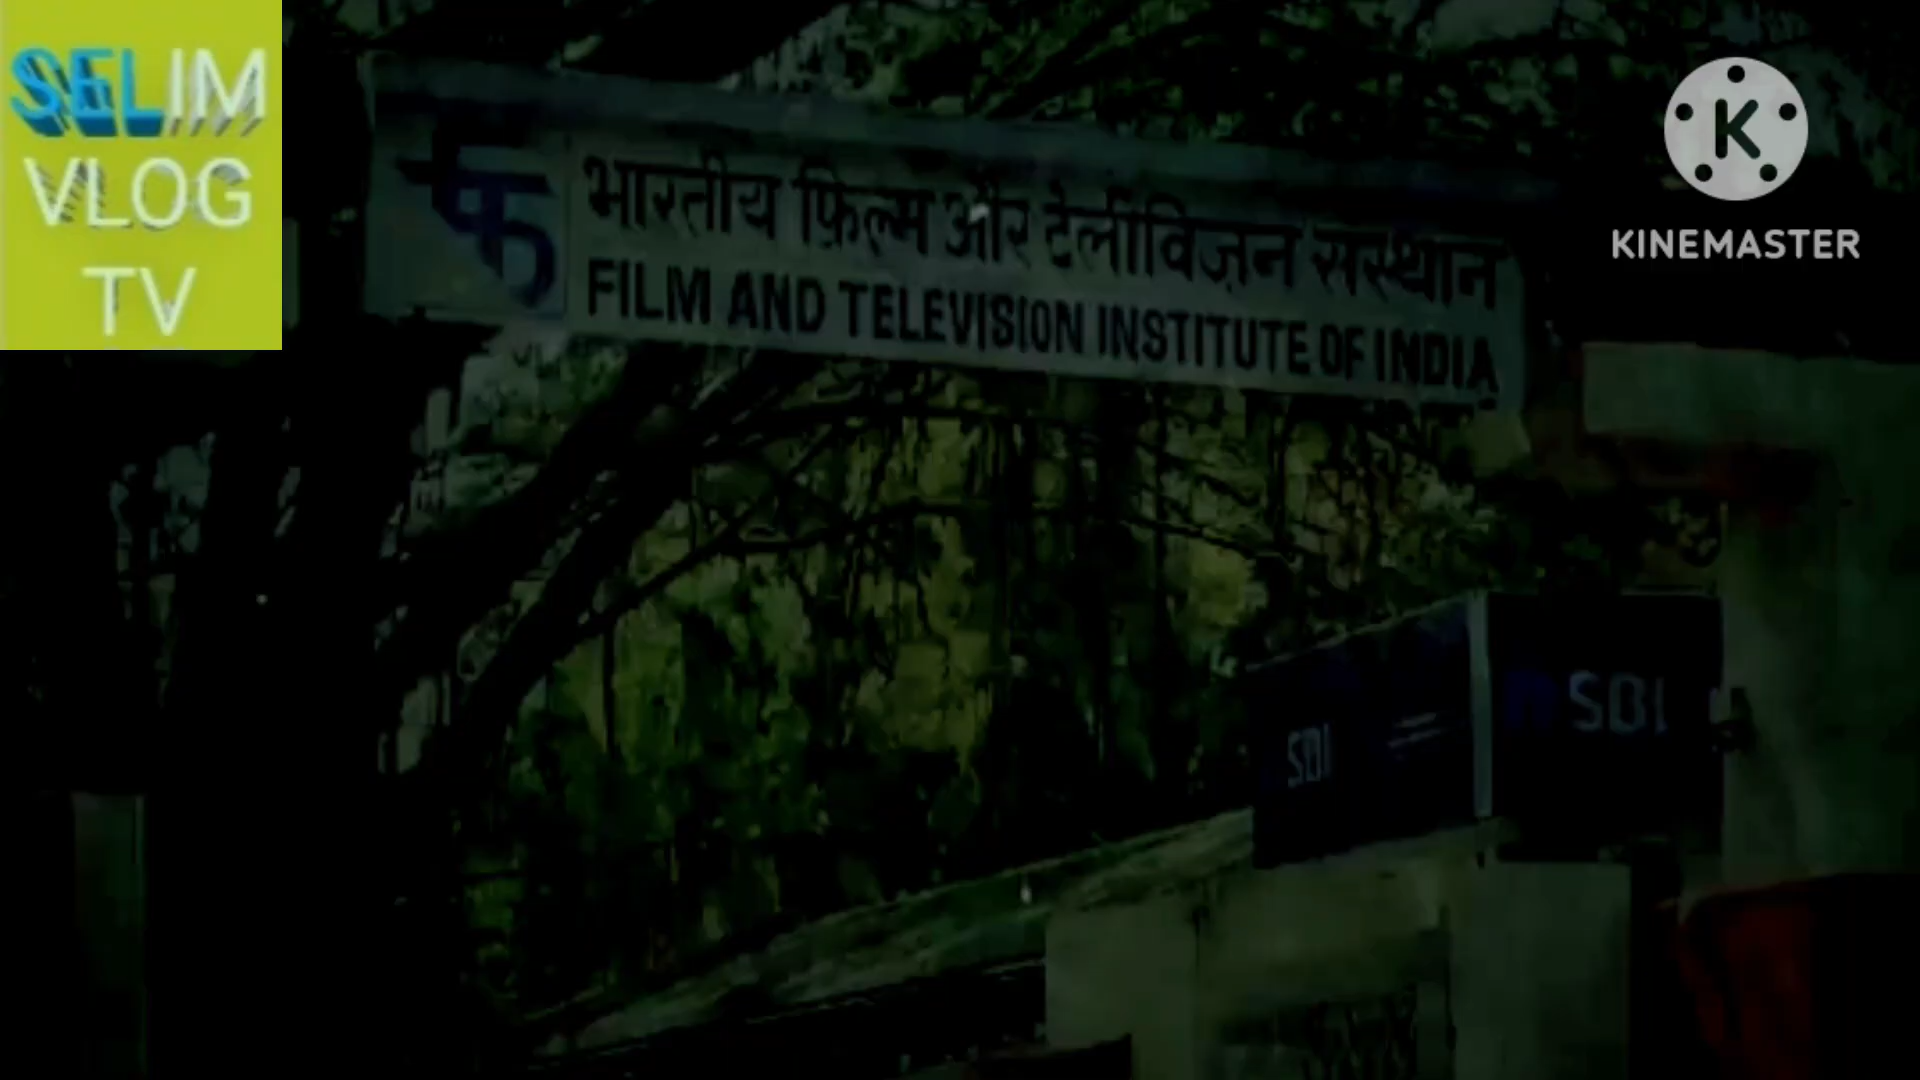 SELIM
VLOG
TV
K
KINEMASTER
भारतीय फ़िल्म और टेलीविज़न संस्थान
FILM AND TELEVISION INSTITUTE OF INDIA
SBI
SBI